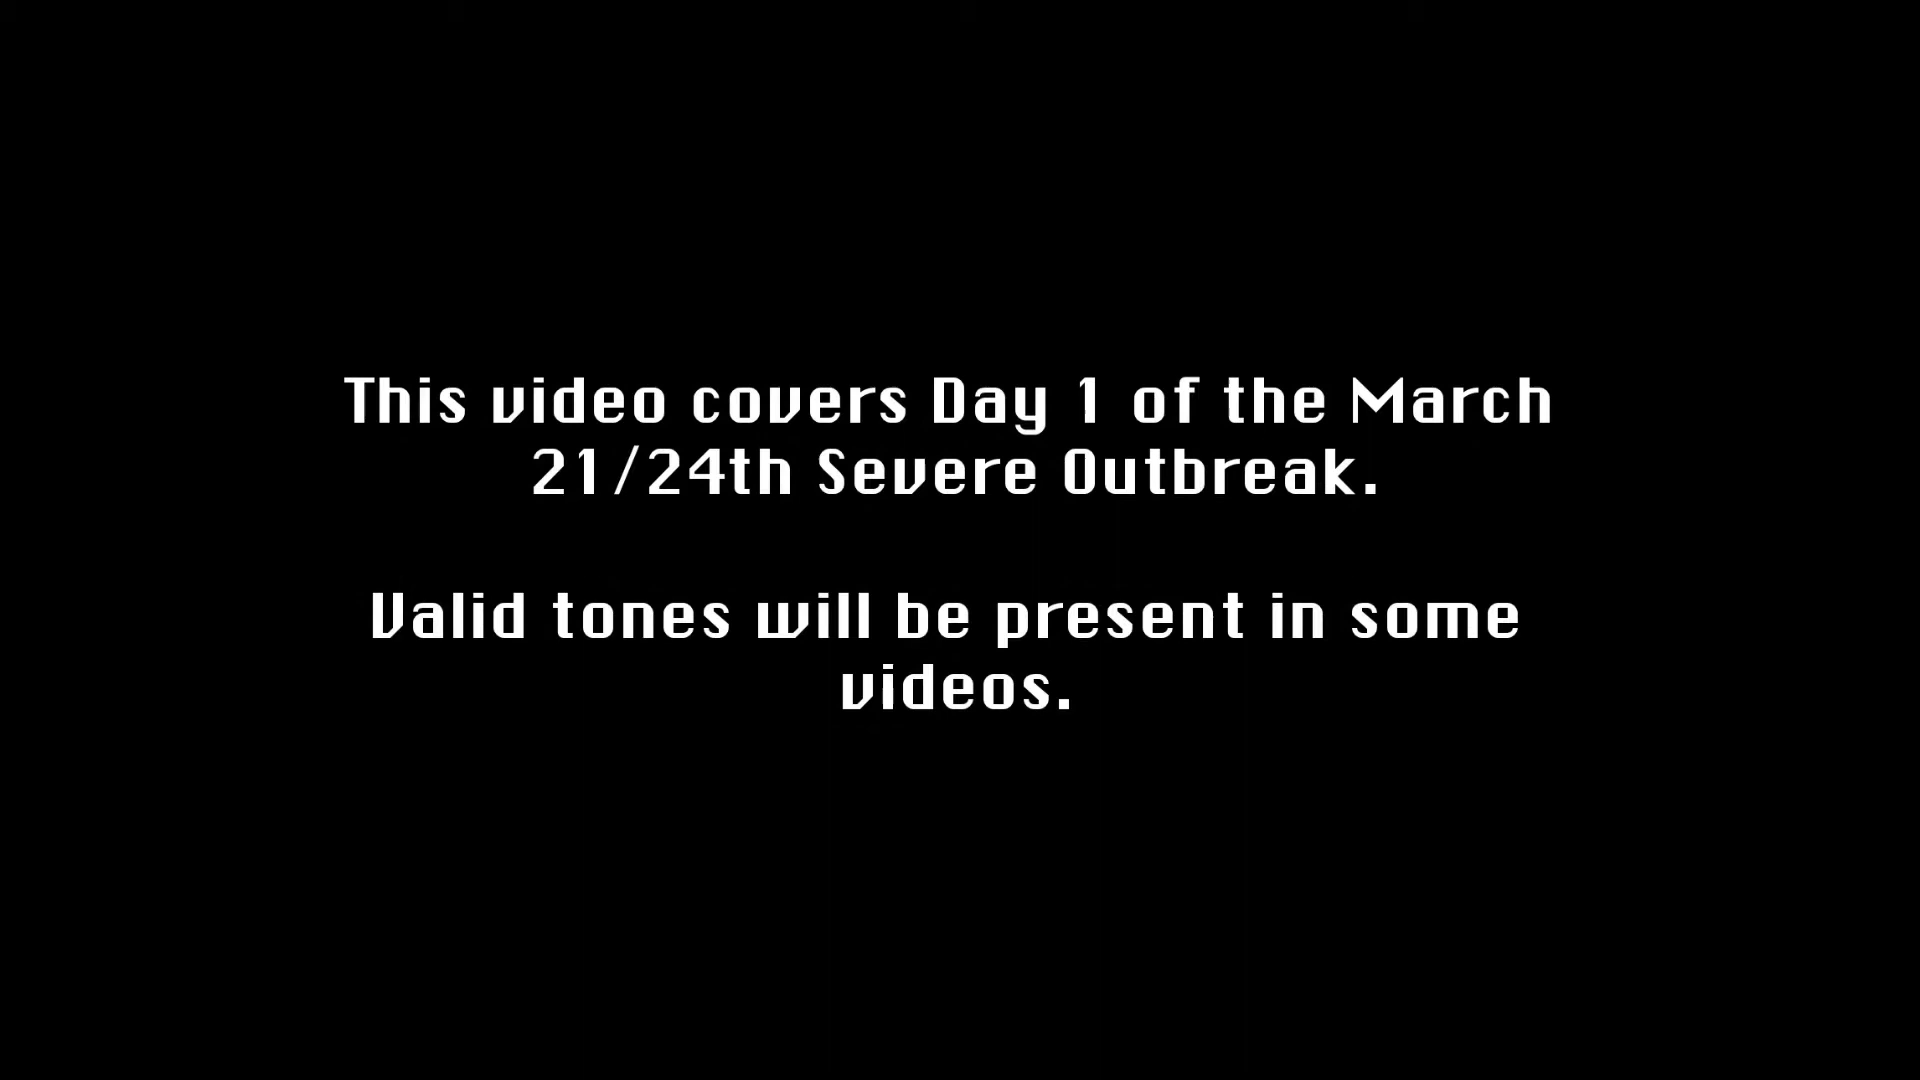 This video covers Day 1 of the March
21/24th Severe Outbreak.
Valid tones will be present in some
videos.